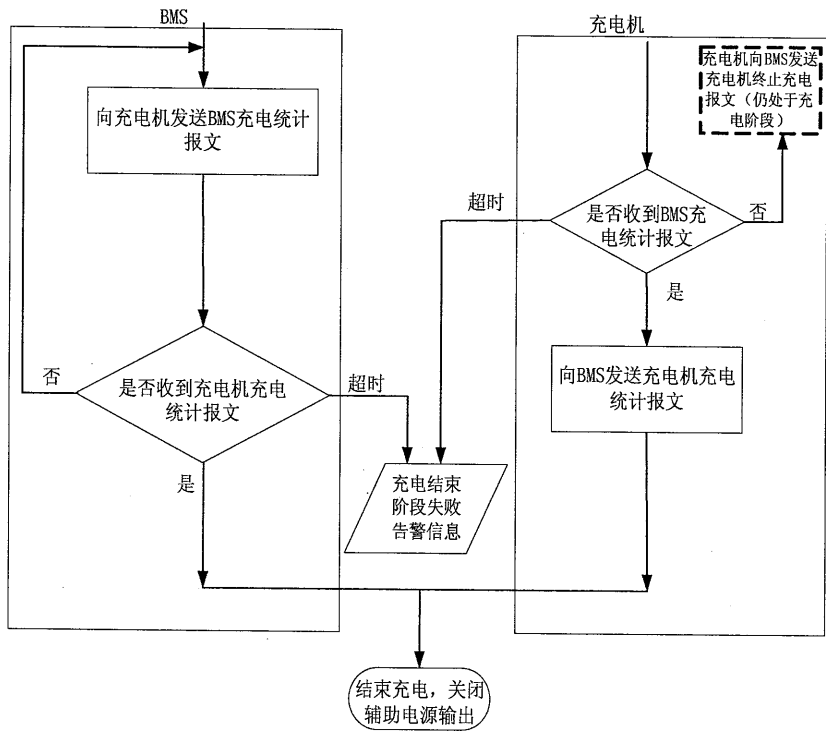 BMS
向充电机发送BMS充电统计
报文
否
是否收到充电机充电
统计报文
超时
是
充电机
充电机向BMS发送
充电机终止充电
报文（仍处于充
电阶段）
超时
是否收到BMS充
电统计报文
否
是
向BMS发送充电机充电
统计报文
充电结束
阶段失败
告警信息
结束充电，关闭
辅助电源输出